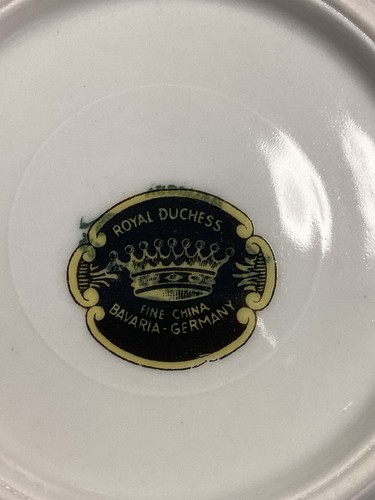 ROYAL DUCHESS
FINE CHINA
BAVARIA - GERMANY